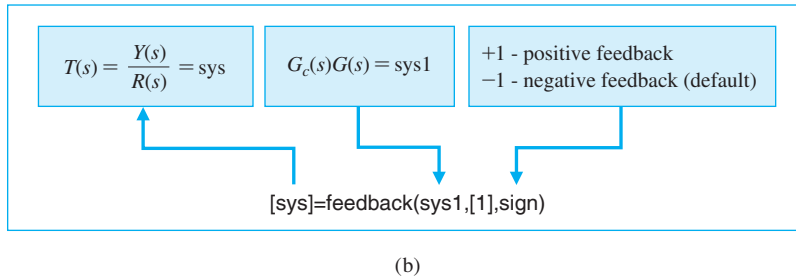 T(s) = Y(s)/R(s) = sys
G_c(s)G(s) = sys1
+1 - positive feedback
−1 - negative feedback (default)
[sys]=feedback(sys1,[1],sign)
(b)